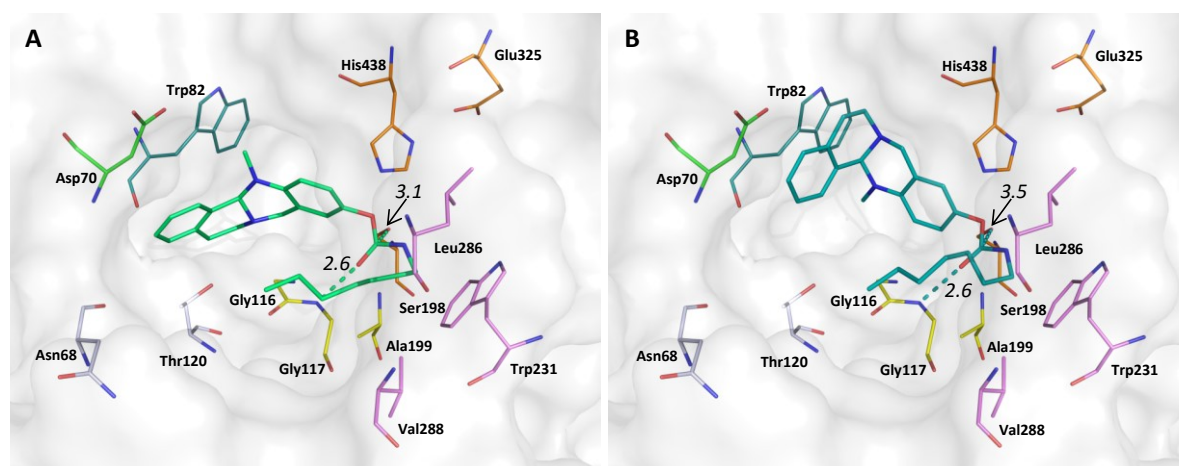 A
His438
Glu325
Trp82
Asp70
3.1
2.6
Leu286
Gly116
Ser198
Asn68
Thr120
Gly117
Ala199
Trp231
Val288
B
His438
Glu325
Trp82
Asp70
3.5
Leu286
Gly116
2.6
Ser198
Asn68
Thr120
Gly117
Ala199
Trp231
Val288